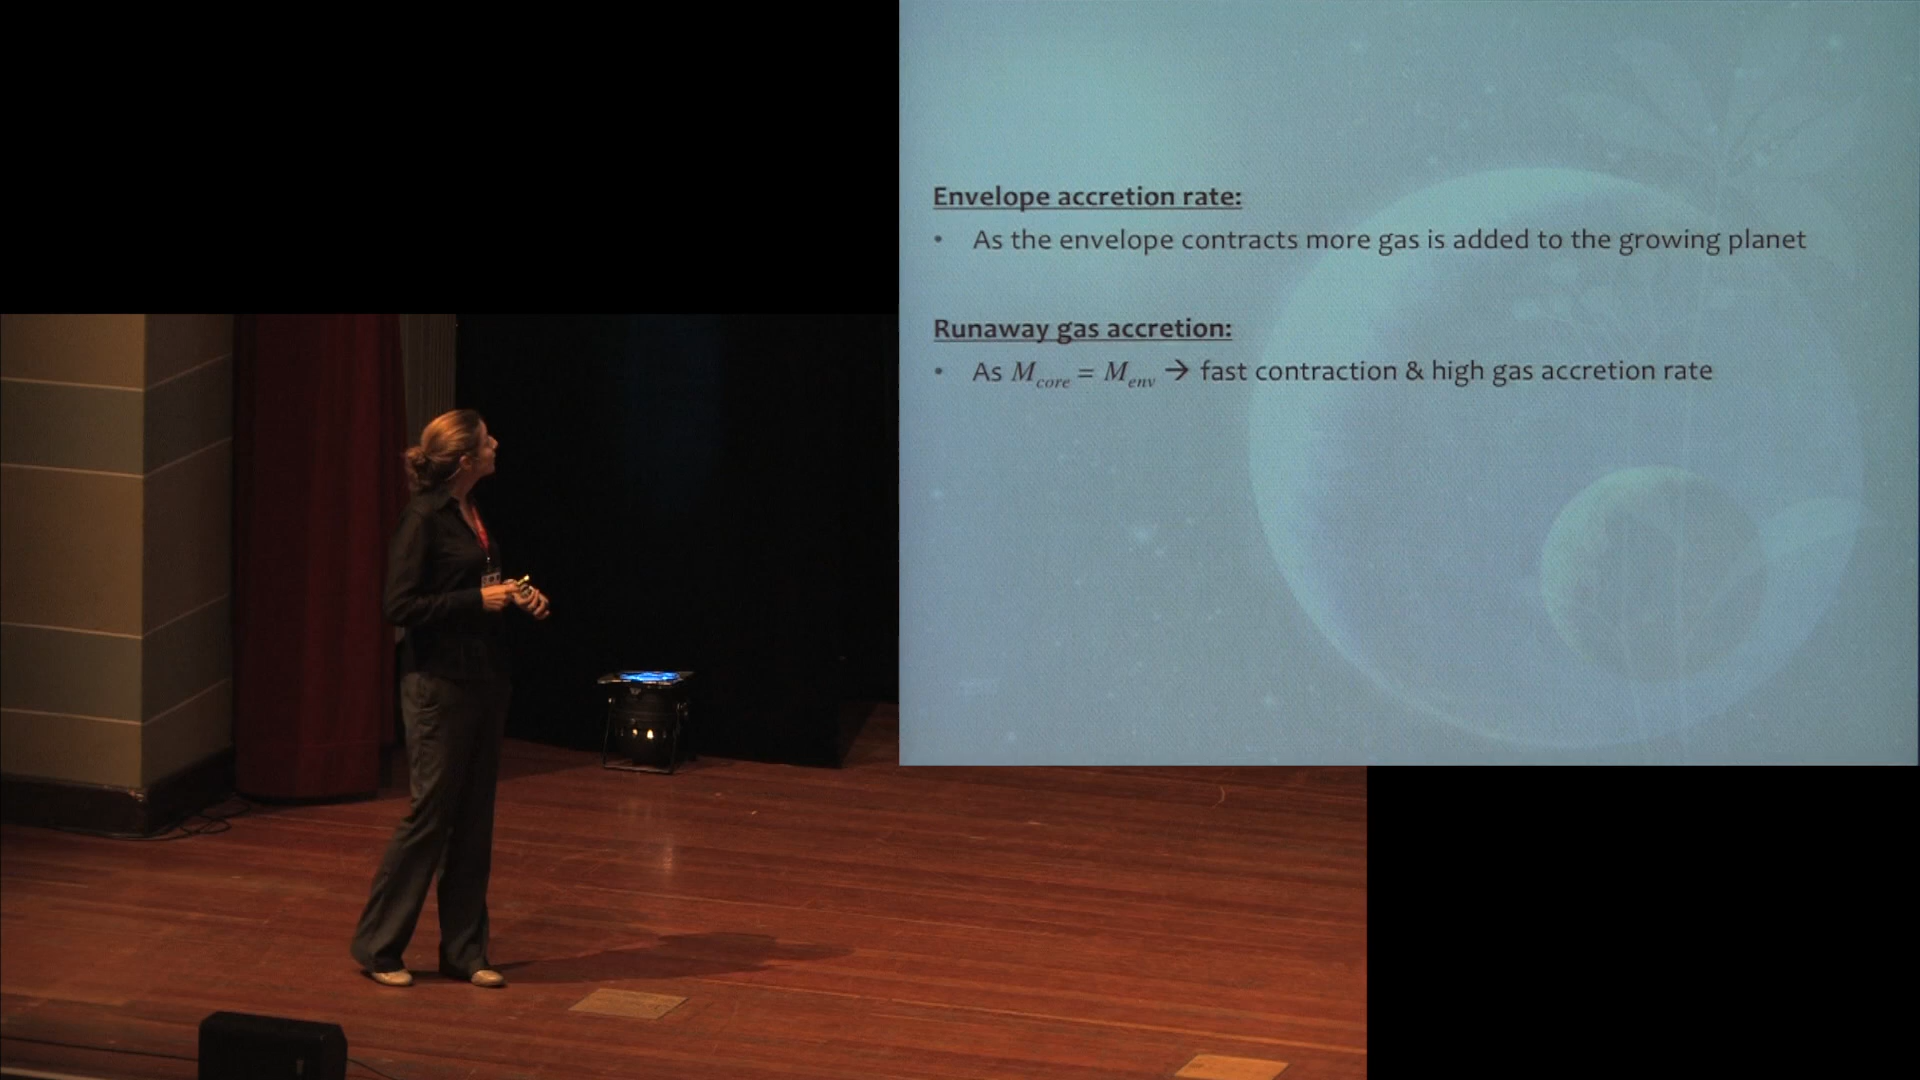 Envelope accretion rate:
• As the envelope contracts more gas is added to the growing planet
Runaway gas accretion:
• As Mcore = Menv → fast contraction & high gas accretion rate